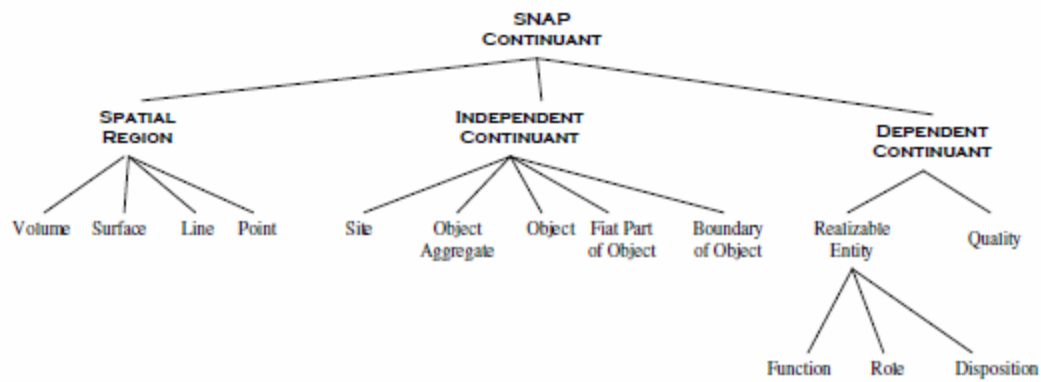 SNAP
CONTINUANT
SPATIAL
REGION
INDEPENDENT
CONTINUANT
DEPENDENT
CONTINUANT
Volume
Surface
Line
Point
Site
Object
Aggregate
Object
Fiat Part
of Object
Boundary
of Object
Realizable
Entity
Quality
Function
Role
Disposition